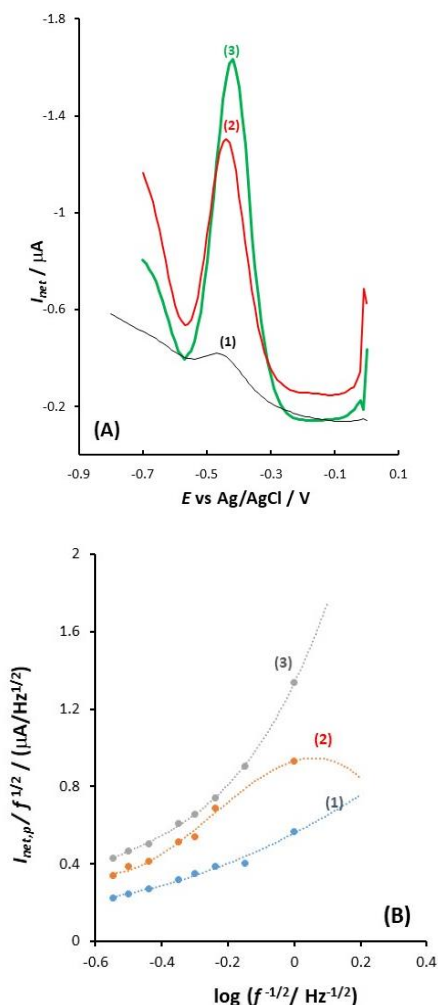 -1.8
(3)
-1.4
(2)
-1
I_net / μA
-0.6
(1)
-0.2
(A)
-0.9 -0.7 -0.5 -0.3 -0.1 0.1
E vs Ag/AgCl / V
2
1.6
(3)
1.2
I_net,p / f^1/2 / (μA/Hz^1/2)
(2)
0.8
(1)
0.4
(B)
0
-0.6 -0.4 -0.2 0 0.2 0.4
log (f^-1/2/ Hz^-1/2)